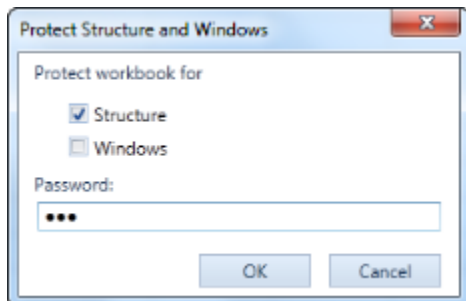 Protect Structure and Windows
Protect workbook for
Structure
Windows
Password:
•••
OK Cancel